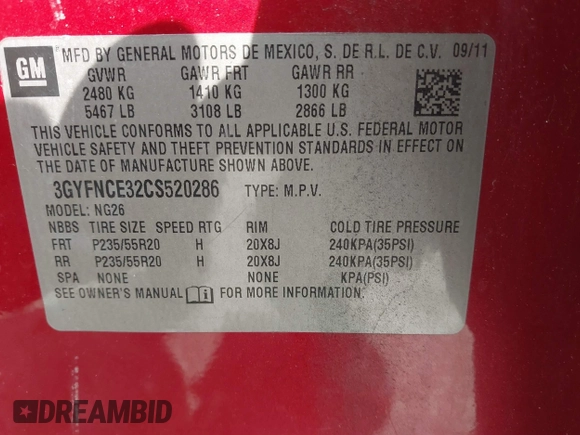 GM
MFD BY GENERAL MOTORS DE MEXICO, S. DE R.L. DE C.V. 09/11
GVWR GAWR FRT GAWR RR
2480 KG 1410 KG 1300 KG
5467 LB 3108 LB 2866 LB
THIS VEHICLE CONFORMS TO ALL APPLICABLE U.S. FEDERAL MOTOR
VEHICLE SAFETY AND THEFT PREVENTION STANDARDS IN EFFECT ON
THE DATE OF MANUFACTURE SHOWN ABOVE.
3GYFNCE32CS520286 TYPE: M.P.V.
MODEL: NG26
NBBS TIRE SIZE SPEED RTG RIM COLD TIRE PRESSURE
FRT P235/55R20 H 20X8J 240KPA(35PSI)
RR P235/55R20 H 20X8J 240KPA(35PSI)
SPA NONE NONE KPA(PSI)
SEE OWNER'S MANUAL FOR MORE INFORMATION.
DREAMBID